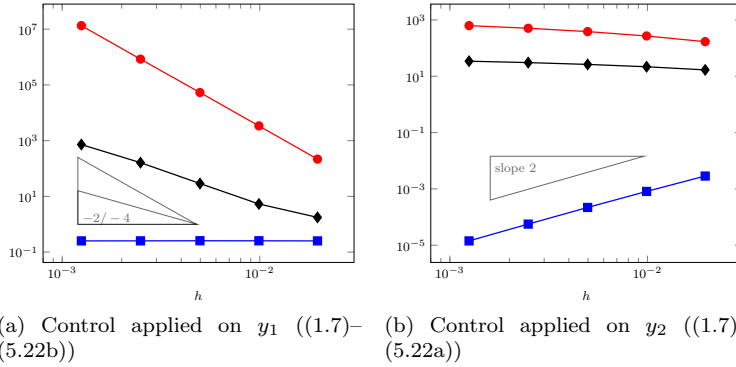 10^7
10^5
10^3
10^1
10^−1
−2/ − 4
10^−3
10^−2
h
10^3
10^1
10^−1
10^−3
10^−5
slope 2
10^−3
10^−2
h
(a) Control applied on y_1 ((1.7)–
(5.22b))
(b) Control applied on y_2 ((1.7)
(5.22a))